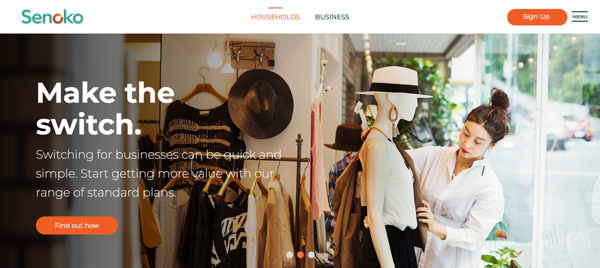 Senoko
HOUSEHOLDS
BUSINESS
Sign Up
MENU
Make the
switch.
Switching for businesses can be quick and
simple. Start getting more value with our
range of standard plans.
Find out how